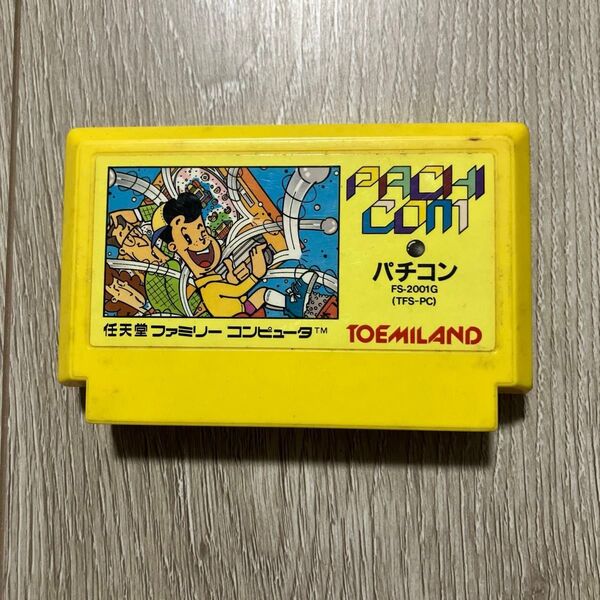 PACHI
COM
パチコン
FS-2001G
(TFS-PC)
任天堂 ファミリー コンピュータ™
TOEMILAND